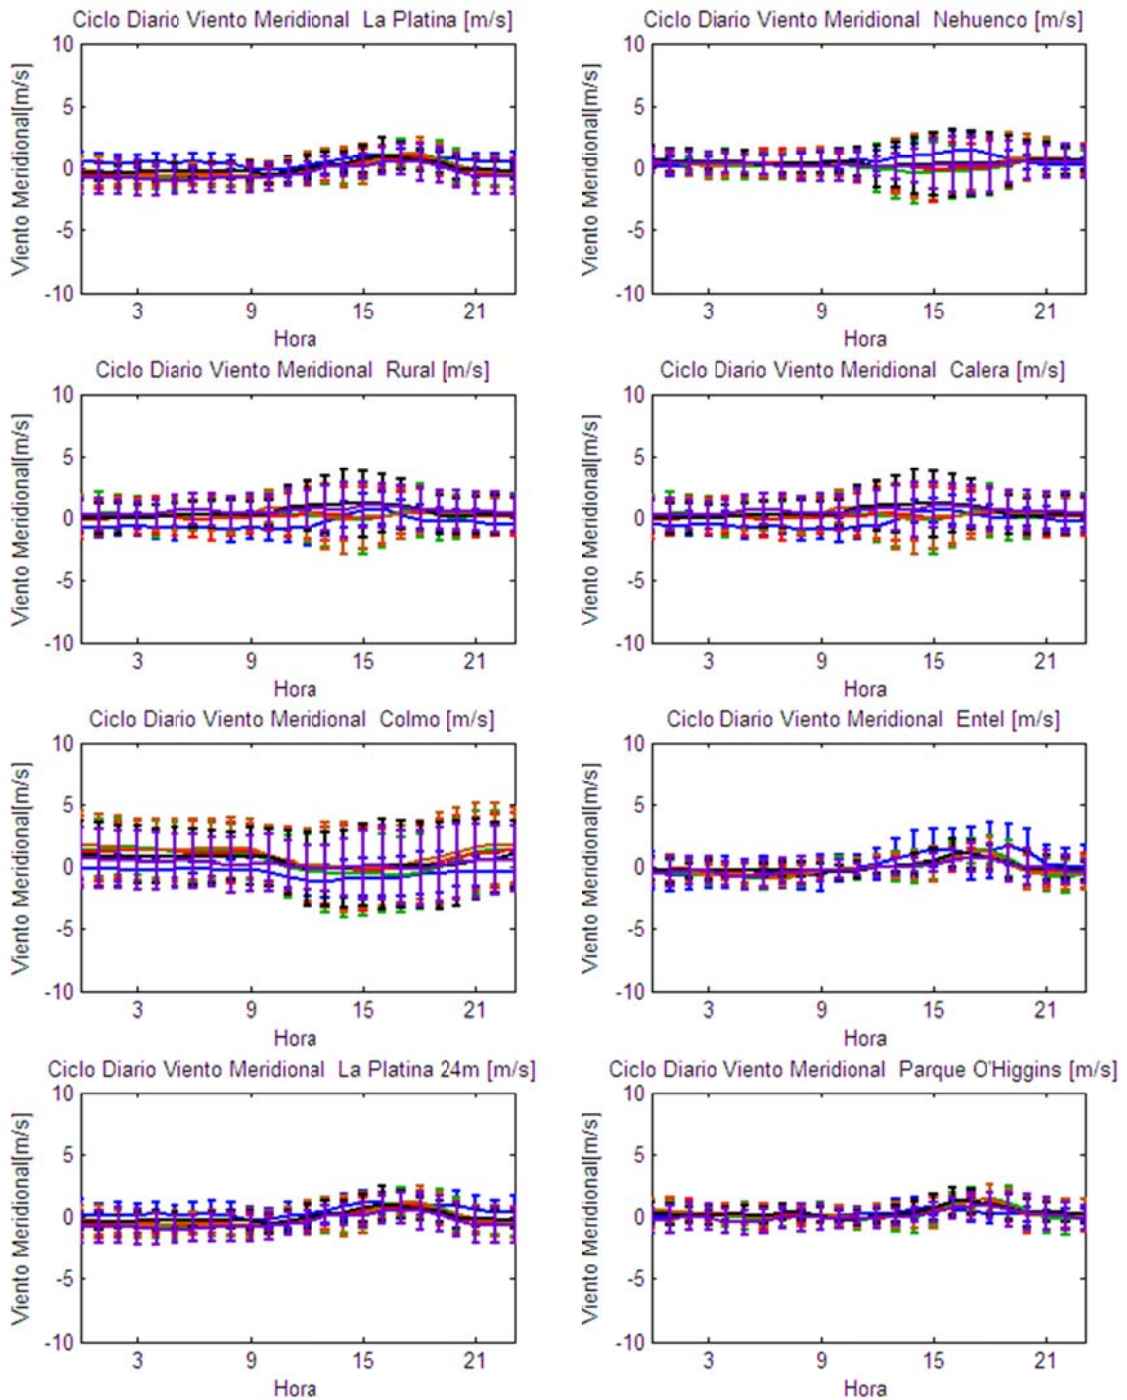 Ciclo Diario Viento Meridional La Platina [m/s]
Viento Meridional[m/s]
10
5
0
-5
-10
3 9 15 21
Hora
Ciclo Diario Viento Meridional Nehuenco [m/s]
Viento Meridional[m/s]
10
5
0
-5
-10
3 9 15 21
Hora
Ciclo Diario Viento Meridional Rural [m/s]
Viento Meridional[m/s]
10
5
0
-5
-10
3 9 15 21
Hora
Ciclo Diario Viento Meridional Calera [m/s]
Viento Meridional[m/s]
10
5
0
-5
-10
3 9 15 21
Hora
Ciclo Diario Viento Meridional Colmo [m/s]
Viento Meridional[m/s]
10
5
0
-5
-10
3 9 15 21
Hora
Ciclo Diario Viento Meridional Entel [m/s]
Viento Meridional[m/s]
10
5
0
-5
-10
3 9 15 21
Hora
Ciclo Diario Viento Meridional La Platina 24m [m/s]
Viento Meridional[m/s]
10
5
0
-5
-10
3 9 15 21
Hora
Ciclo Diario Viento Meridional Parque O'Higgins [m/s]
Viento Meridional[m/s]
10
5
0
-5
-10
3 9 15 21
Hora